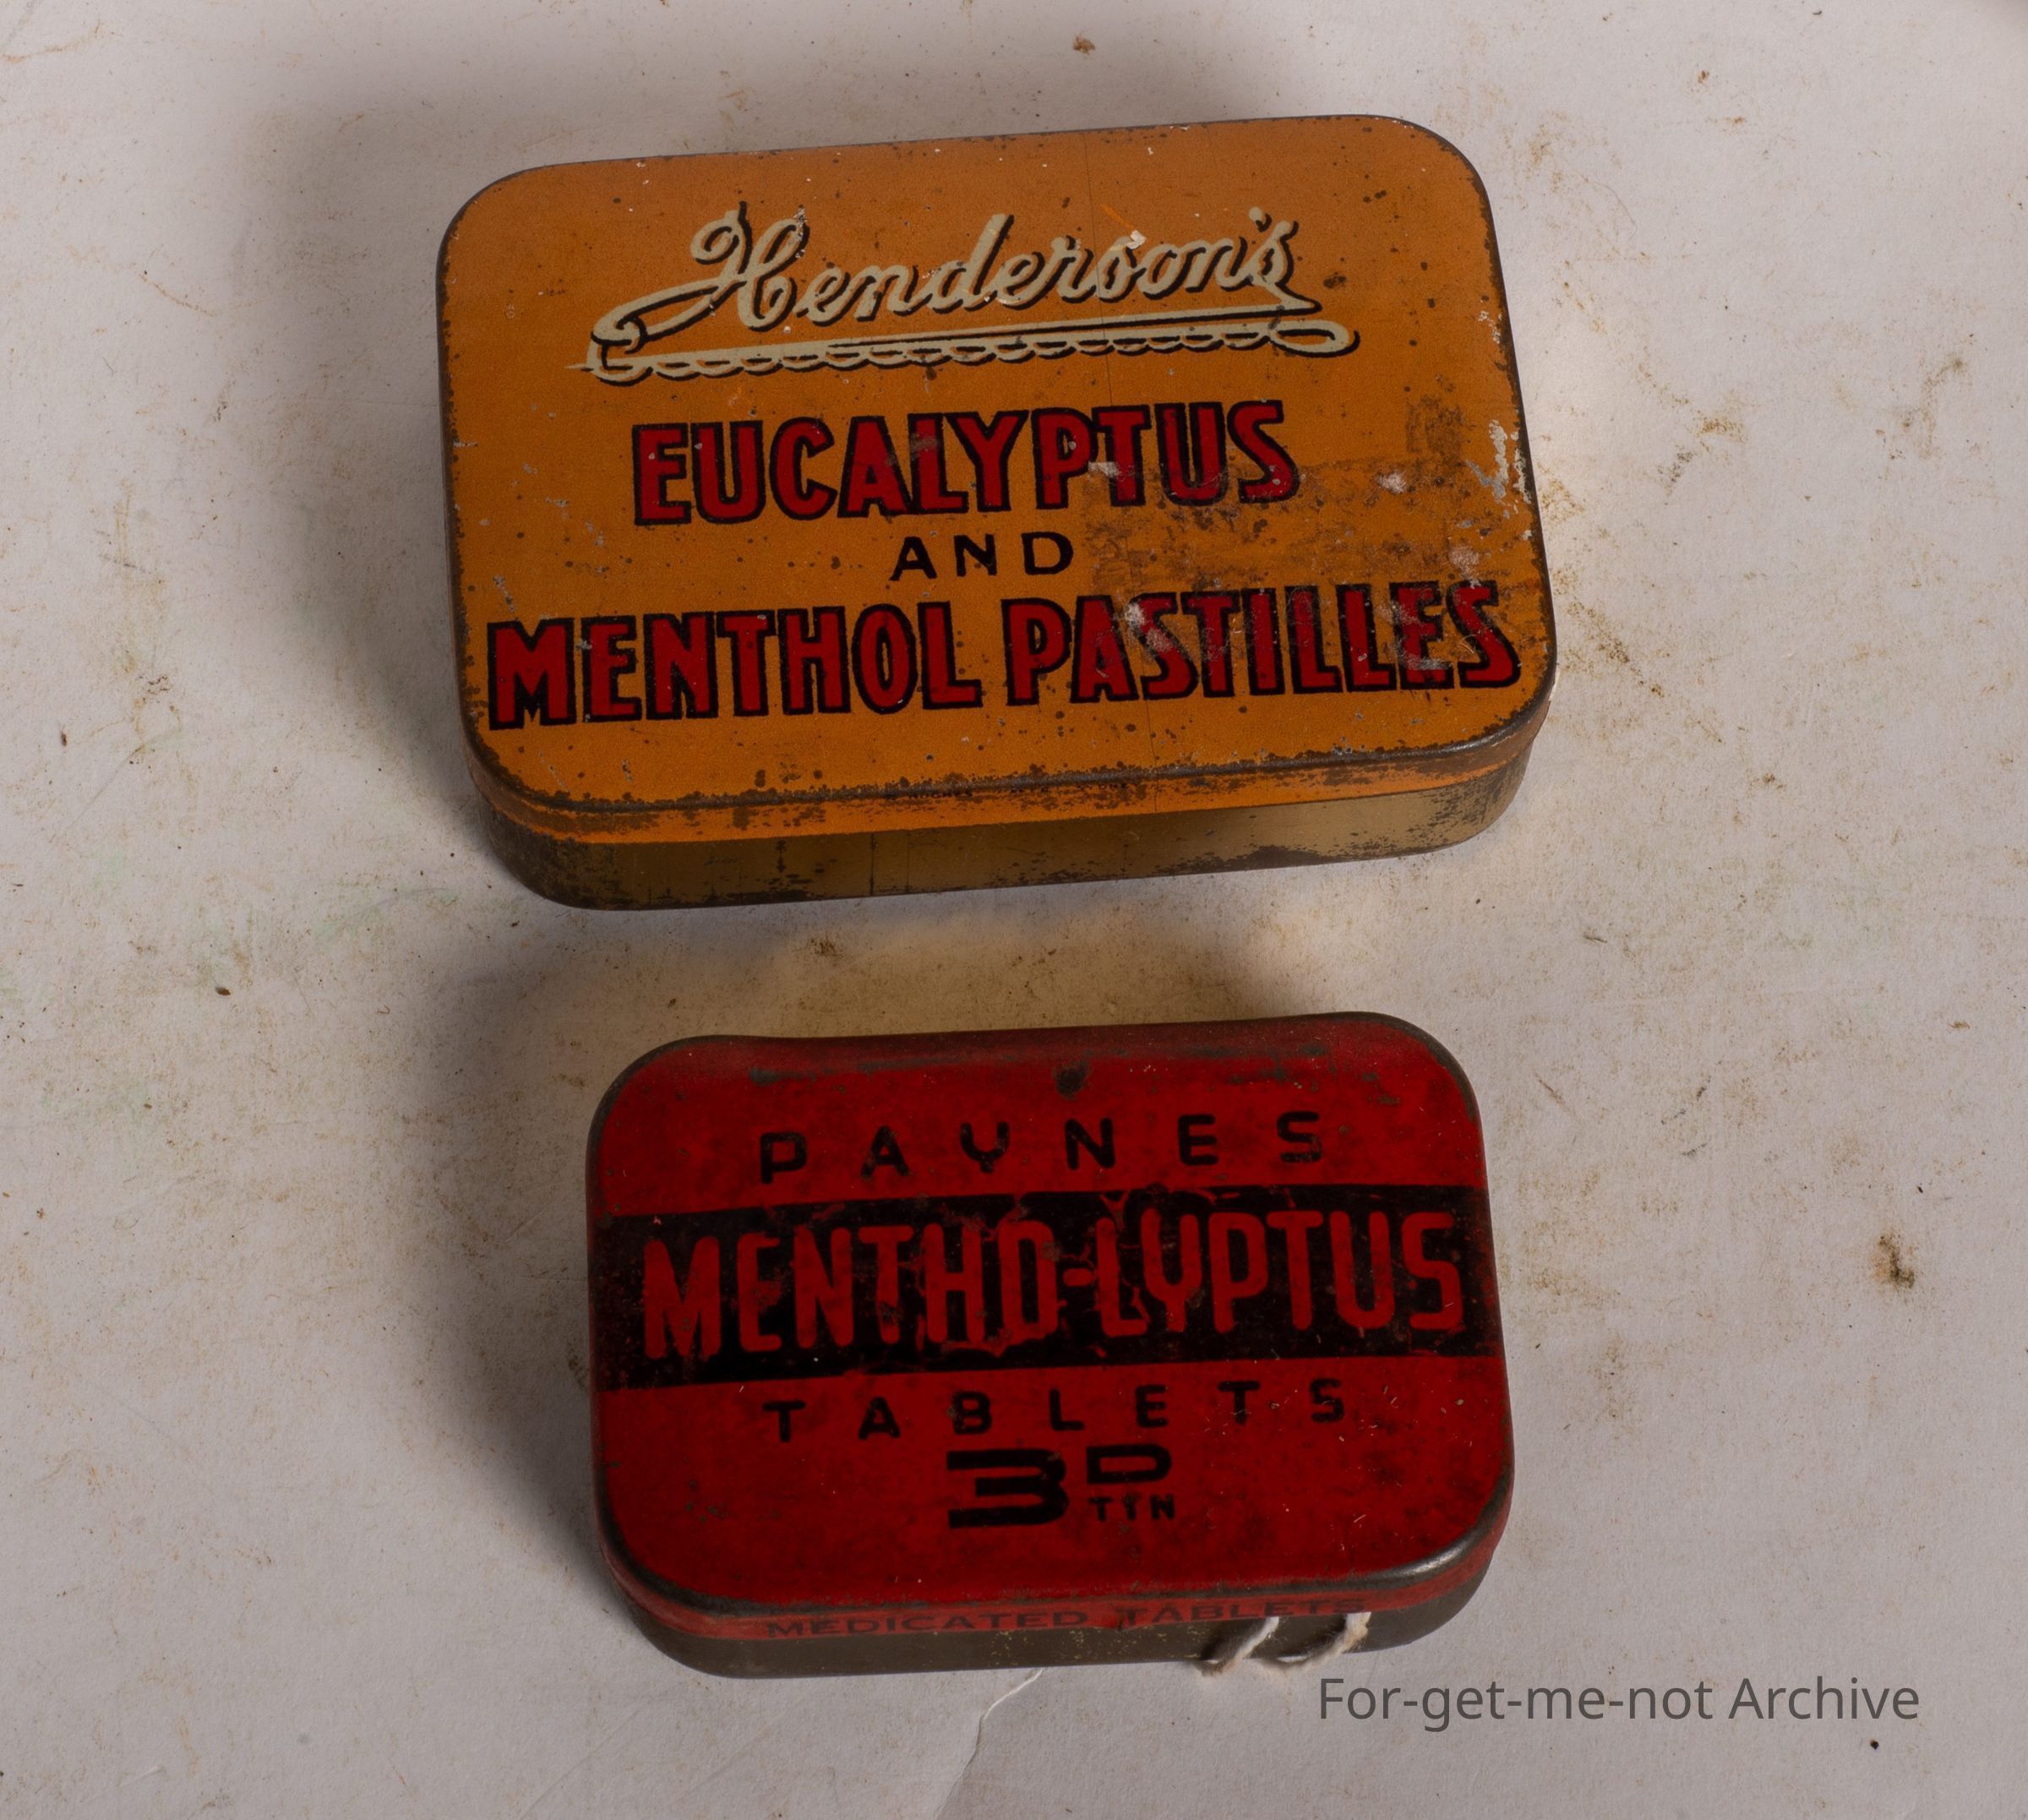 Henderson's
EUCALYPTUS
AND
MENTHOL PASTILLES
PAYNES
MENTHO-LYPTUS
TABLETS
3D
TIN
MEDICATED TABLETS
For-get-me-not Archive